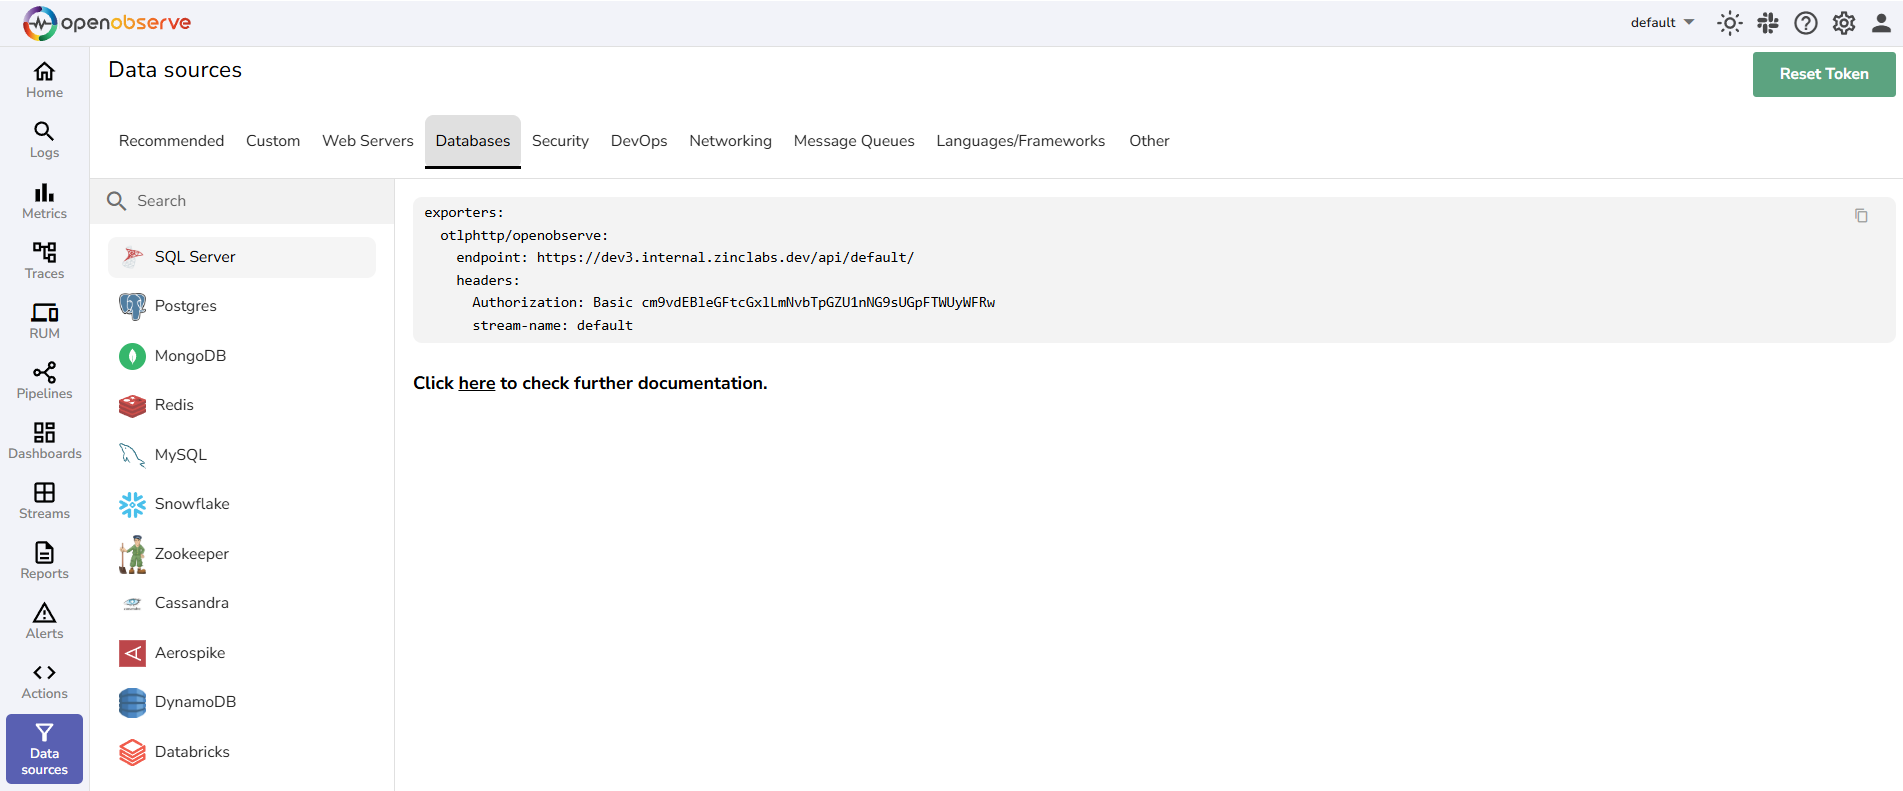 openobserve
default
Home
Logs
Metrics
Traces
RUM
Pipelines
Dashboards
Streams
Reports
Alerts
Actions
Data
sources
Data sources
Reset Token
Recommended Custom Web Servers Databases Security DevOps Networking Message Queues Languages/Frameworks Other
Search
SQL Server
Postgres
MongoDB
Redis
MySQL
Snowflake
Zookeeper
Cassandra
Aerospike
DynamoDB
Databricks
exporters:
otlphttp/openobserve:
endpoint: https://dev3.internal.zinclabs.dev/api/default/
headers:
Authorization: Basic cm9vdEBleGFtcGxlLmNvbTpGZU1nNG9sUGpFTWUyWFRw
stream-name: default
Click here to check further documentation.